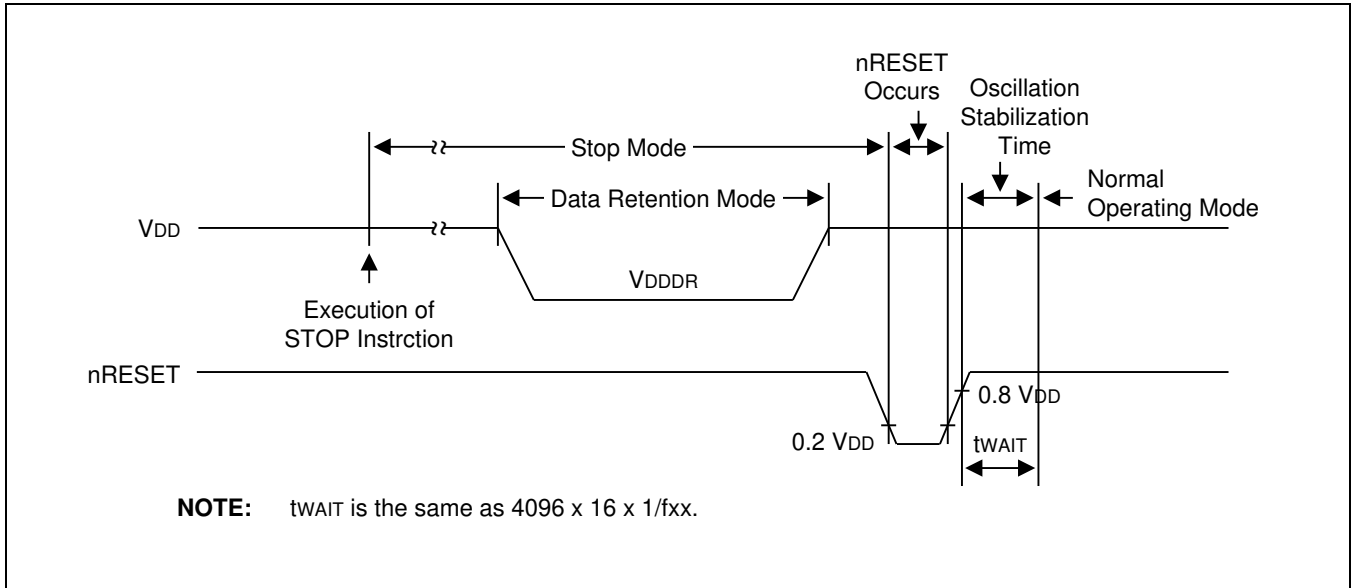 nRESET
Occurs
Oscillation
Stabilization
Time
Stop Mode
Data Retention Mode
Normal
Operating Mode
VDD
VDDDR
Execution of
STOP Instrction
nRESET
0.8 VDD
0.2 VDD
tWAIT
NOTE: tWAIT is the same as 4096 x 16 x 1/fxx.